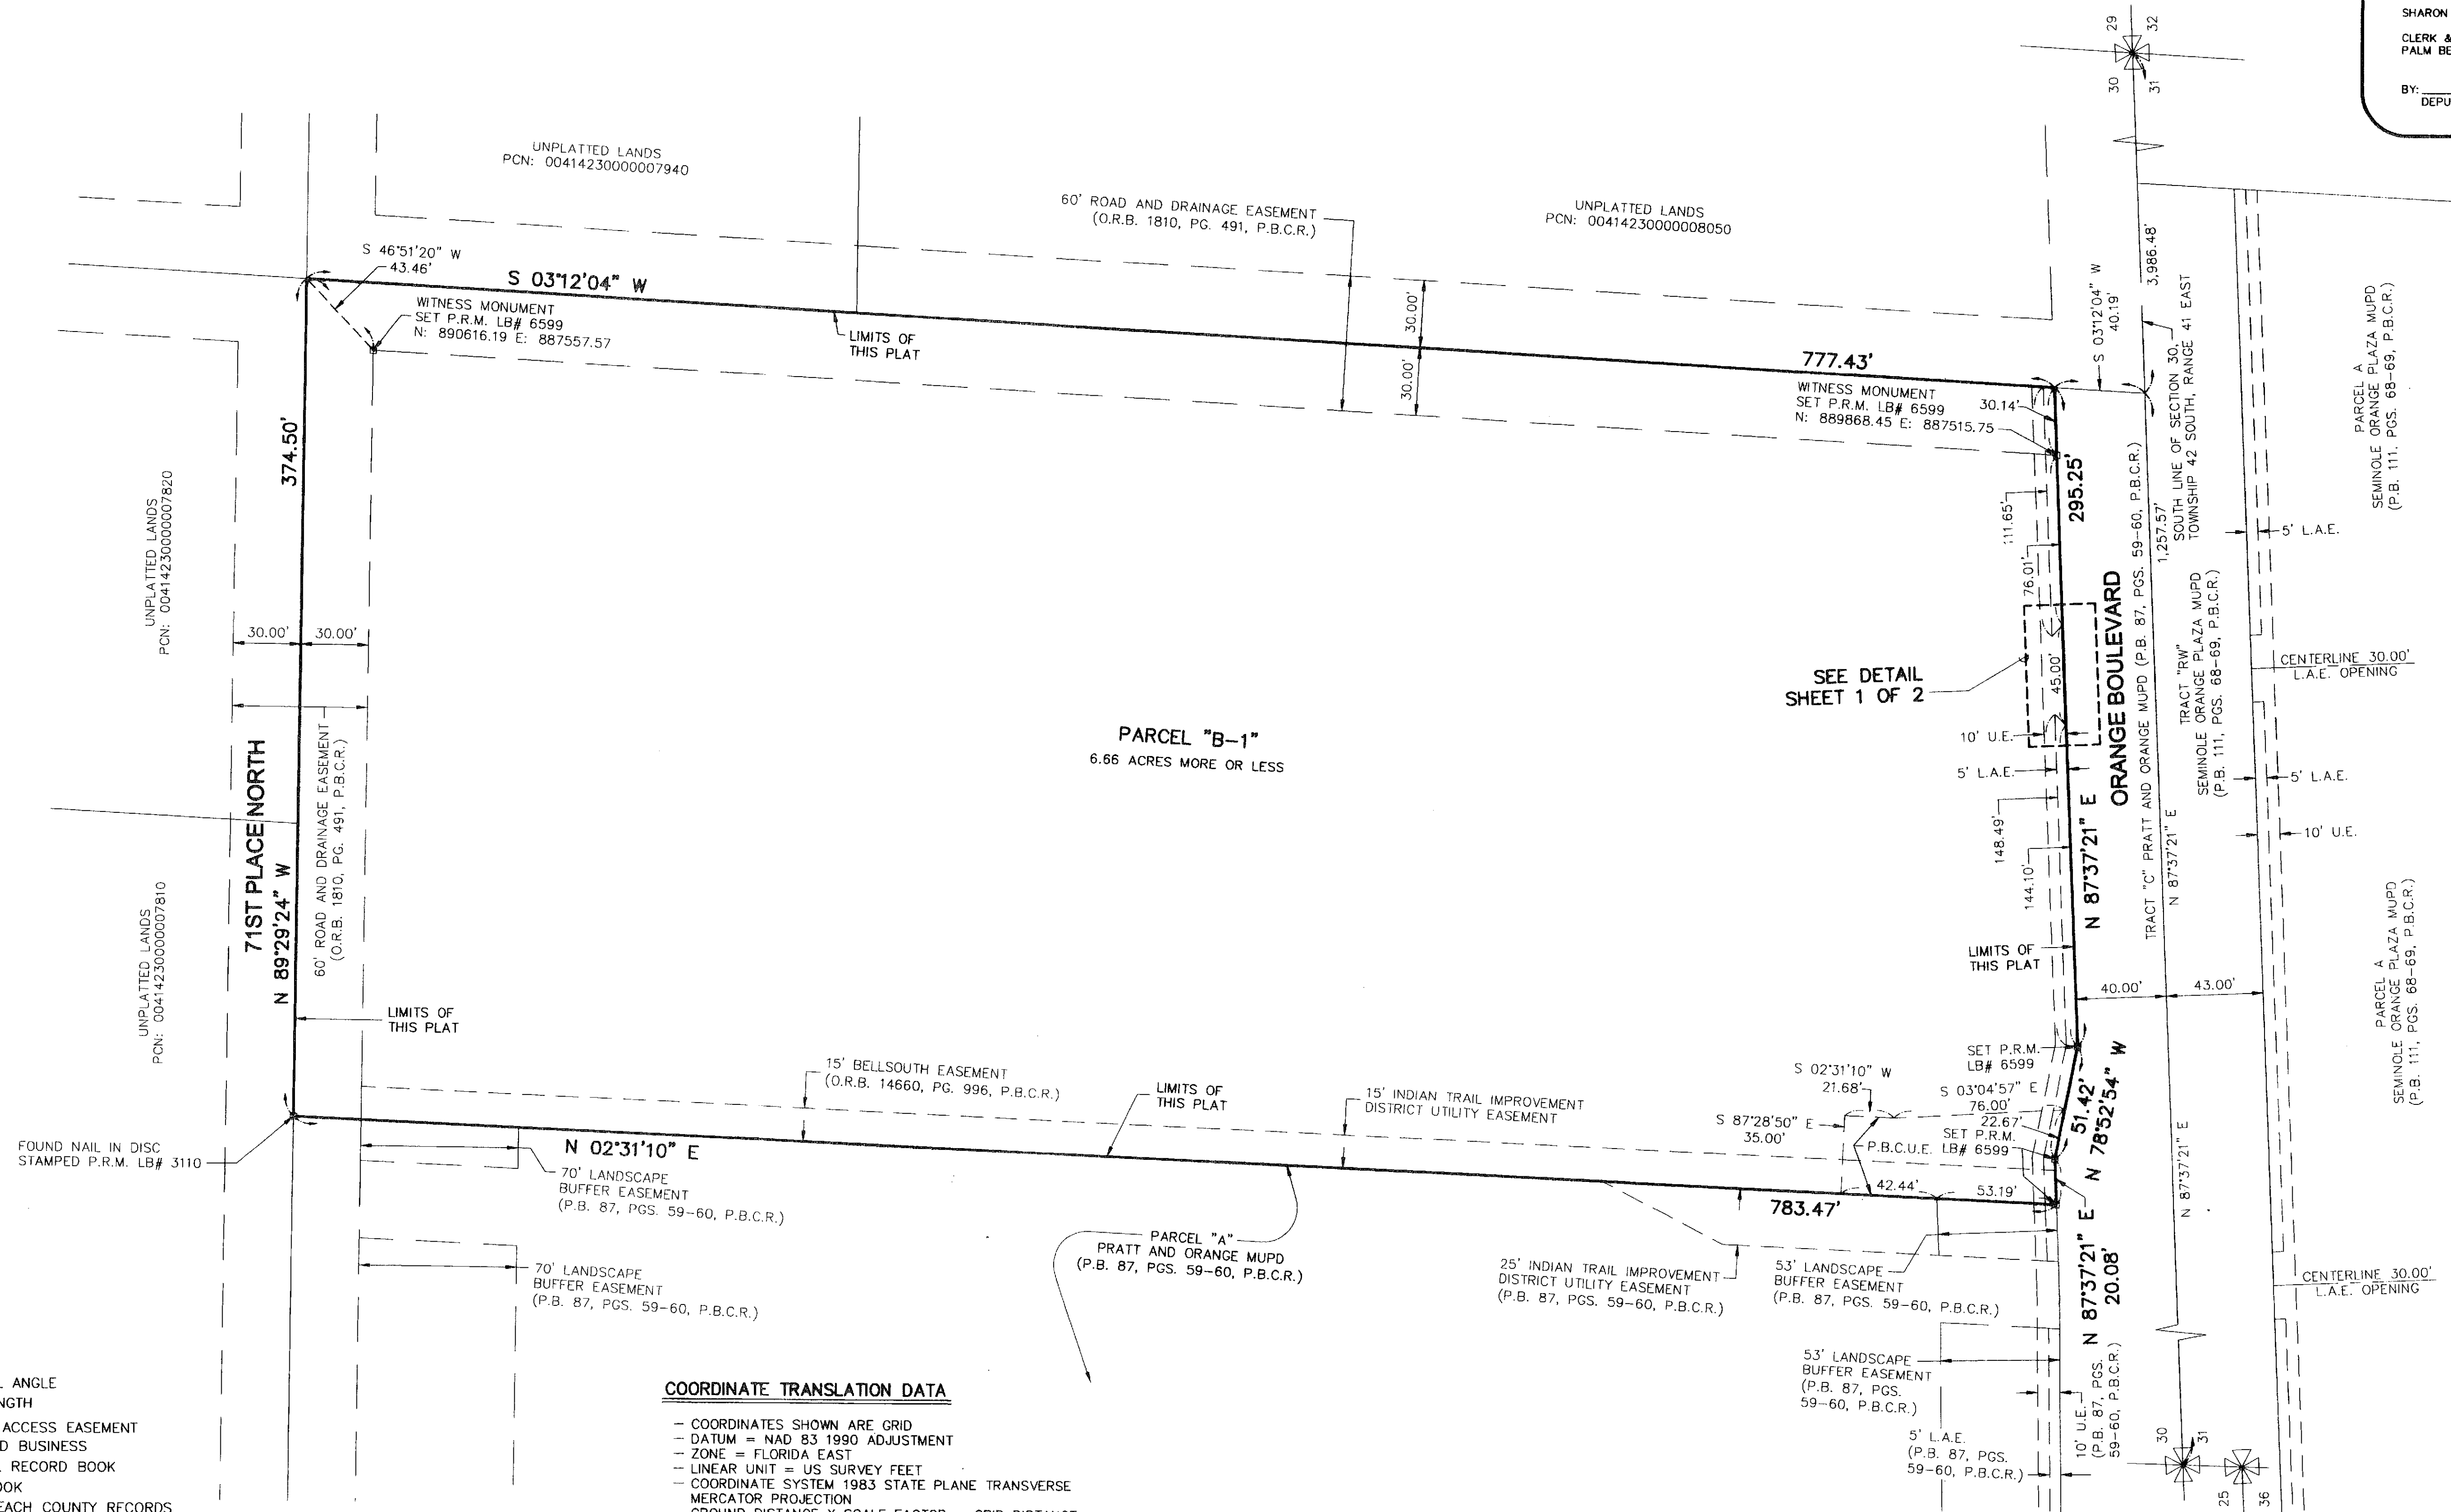 SHARON
CLERK &
PALM BE
BY:
DEPU
29
32
30
31
UNPLATTED LANDS
PCN: 00414230000007940
60' ROAD AND DRAINAGE EASEMENT
(O.R.B. 1810, PG. 491, P.B.C.R.)
UNPLATTED LANDS
PCN: 00414230000008050
S 46°51'20" W
43.46'
S 03°12'04" W
WITNESS MONUMENT
SET P.R.M. LB# 6599
N: 890616.19 E: 887557.57
LIMITS OF
THIS PLAT
30.00'
30.00'
777.43'
WITNESS MONUMENT
SET P.R.M. LB# 6599
N: 889868.45 E: 887515.75
30.14'
S 03°12'04" W
40.19'
3,986.48'
SOUTH LINE OF SECTION 30,
TOWNSHIP 42 SOUTH, RANGE 41 EAST
PARCEL A
SEMINOLE ORANGE PLAZA MUPD
(P.B. 111, PGS. 68-69, P.B.C.R.)
374.50'
UNPLATTED LANDS
PCN: 00414230000007820
30.00'
30.00'
71ST PLACE NORTH
N 89°29'24" W
60' ROAD AND DRAINAGE EASEMENT
(O.R.B. 1810, PG. 491, P.B.C.R.)
UNPLATTED LANDS
PCN: 00414230000007810
LIMITS OF
THIS PLAT
PARCEL "B-1"
6.66 ACRES MORE OR LESS
295.25'
111.65'
76.01'
45.00'
SEE DETAIL
SHEET 1 OF 2
10' U.E.
5' L.A.E.
148.49'
144.10'
N 87°37'21" E
ORANGE BOULEVARD
TRACT "C" PRATT AND ORANGE MUPD (P.B. 87, PGS. 59-60, P.B.C.R.)
1,257.57'
N 87°37'21" E
TRACT "RW"
SEMINOLE ORANGE PLAZA MUPD
(P.B. 111, PGS. 68-69, P.B.C.R.)
5' L.A.E.
CENTERLINE 30.00'
L.A.E. OPENING
5' L.A.E.
10' U.E.
LIMITS OF
THIS PLAT
40.00'
43.00'
PARCEL A
SEMINOLE ORANGE PLAZA MUPD
(P.B. 111, PGS. 68-69, P.B.C.R.)
SET P.R.M.
LB# 6599
FOUND NAIL IN DISC
STAMPED P.R.M. LB# 3110
N 02°31'10" E
15' BELLSOUTH EASEMENT
(O.R.B. 14660, PG. 996, P.B.C.R.)
LIMITS OF
THIS PLAT
15' INDIAN TRAIL IMPROVEMENT
DISTRICT UTILITY EASEMENT
S 02°31'10" W
21.68'
S 03°04'57" E
76.00'
22.67'
S 87°28'50" E
35.00'
SET P.R.M.
LB# 6599
P.B.C.U.E.
51.42'
N 78°52'54" W
42.44'
53.19'
783.47'
N 87°37'21" E
20.08'
N 87°37'21" E
70' LANDSCAPE
BUFFER EASEMENT
(P.B. 87, PGS. 59-60, P.B.C.R.)
70' LANDSCAPE
BUFFER EASEMENT
(P.B. 87, PGS. 59-60, P.B.C.R.)
PARCEL "A"
PRATT AND ORANGE MUPD
(P.B. 87, PGS. 59-60, P.B.C.R.)
25' INDIAN TRAIL IMPROVEMENT
DISTRICT UTILITY EASEMENT
(P.B. 87, PGS. 59-60, P.B.C.R.)
53' LANDSCAPE
BUFFER EASEMENT
(P.B. 87, PGS. 59-60, P.B.C.R.)
CENTERLINE 30.00'
L.A.E. OPENING
53' LANDSCAPE
BUFFER EASEMENT
(P.B. 87, PGS.
59-60, P.B.C.R.)
5' L.A.E.
(P.B. 87, PGS.
59-60, P.B.C.R.)
10' U.E.
(P.B. 87, PGS.
59-60, P.B.C.R.)
30
31
25
36
ANGLE
NGTH
ACCESS EASEMENT
D BUSINESS
RECORD BOOK
OOK
EACH COUNTY RECORDS
COORDINATE TRANSLATION DATA
- COORDINATES SHOWN ARE GRID
- DATUM = NAD 83 1990 ADJUSTMENT
- ZONE = FLORIDA EAST
- LINEAR UNIT = US SURVEY FEET
- COORDINATE SYSTEM 1983 STATE PLANE TRANSVERSE
MERCATOR PROJECTION
- GROUND DISTANCE X SCALE FACTOR = GRID DISTANCE